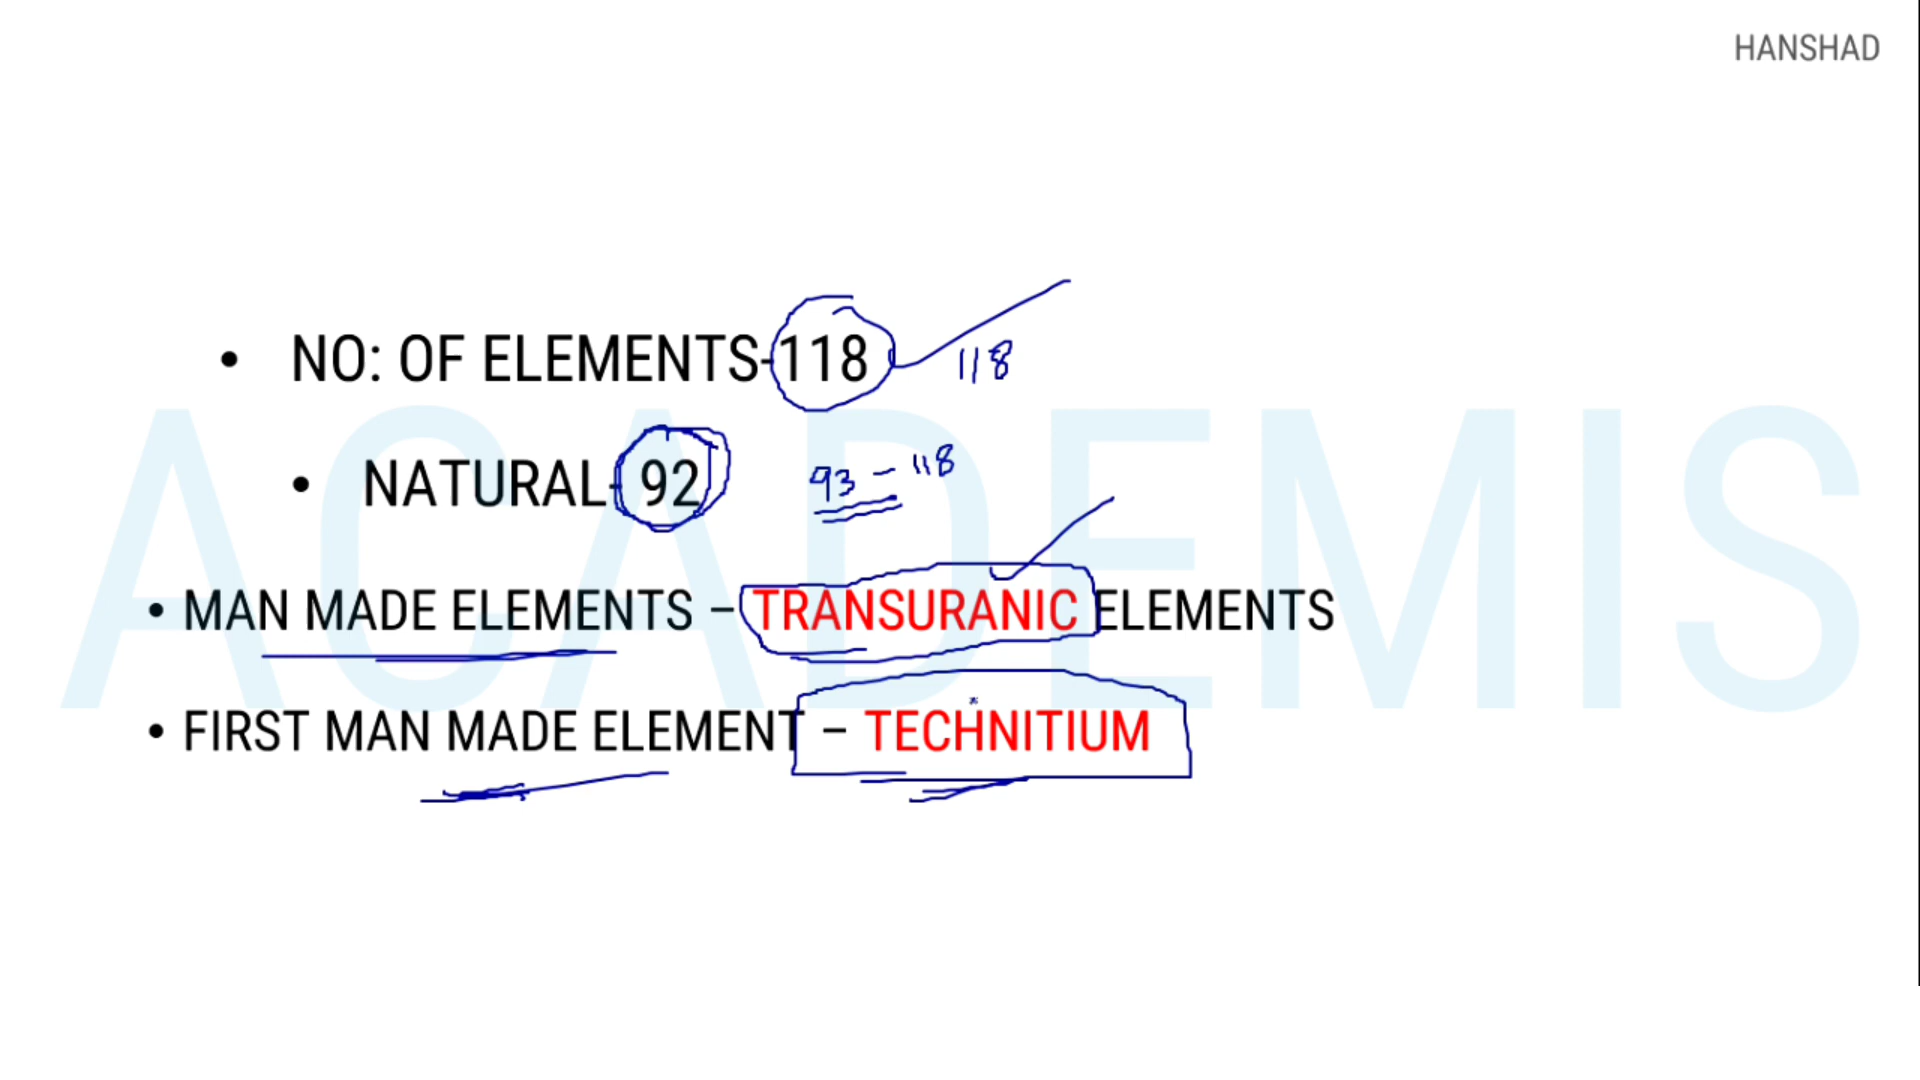 HANSHAD
• NO: OF ELEMENTS-118 118
• NATURAL- 92 93 - 118
• MAN MADE ELEMENTS – TRANSURANIC ELEMENTS
• FIRST MAN MADE ELEMENT – TECHNITIUM
ACADEMIS